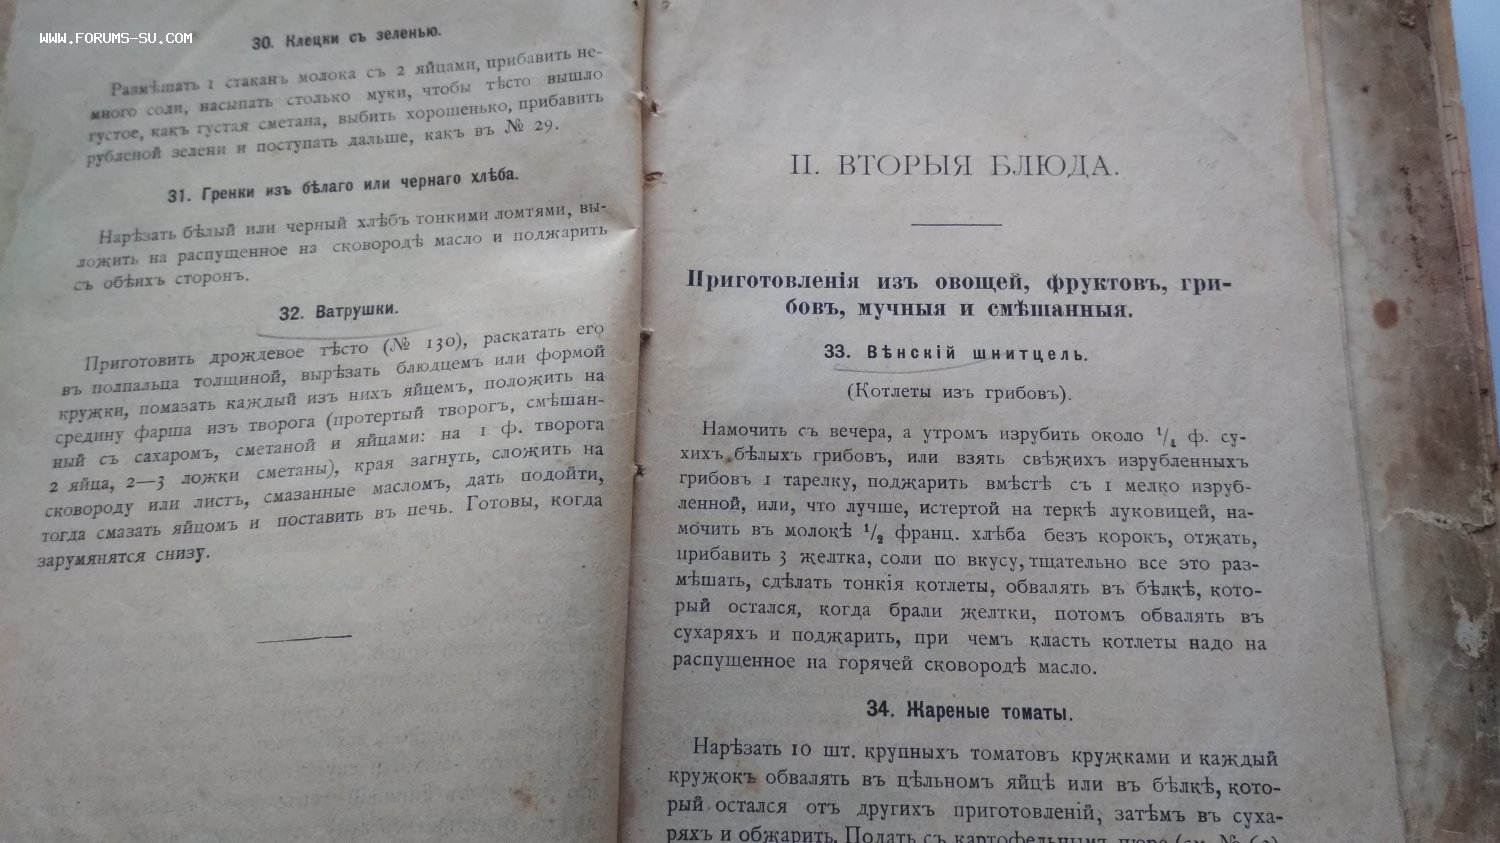 WWW.FORUMS-SU.COM
30. Клецки съ зеленью.
Размѣшать 1 стаканъ молока съ 2 яйцами, прибавить не-
много соли, насыпать столько муки, чтобы тѣсто вышло
густое, какъ густая сметана, выбить хорошенько, прибавить
рубленой зелени и поступать дальше, какъ въ № 29.
31. Гренки изъ бѣлаго или чернаго хлѣба.
Нарѣзать бѣлый или черный хлѣбъ тонкими ломтями, вы-
ложить на распущенное на сковородѣ масло и поджарить
съ обѣихъ сторонъ.
32. Ватрушки.
Приготовить дрождевое тѣсто (№ 130), раскатать его
въ полпальца толщиной, вырѣзать блюдцемъ или формой
кружки, помазать каждый изъ нихъ яйцемъ, положить на
средину фарша изъ творога (протертый творогъ, смѣшан-
ный съ сахаромъ, сметаной и яйцами: на 1 ф. творога
2 яйца, 2—3 ложки сметаны), края загнуть, сложить на
сковороду или листъ, смазанные масломъ, дать подойти,
тогда смазать яйцомъ и поставить въ печь. Готовы, когда
зарумянятся снизу.
II. ВТОРЫЯ БЛЮДА.
Приготовленія изъ овощей, фруктовъ, гри-
бовъ, мучныя и смѣшанныя.
33. Вѣнскій шнитцель.
(Котлеты изъ грибовъ).
Намочить съ вечера, а утромъ изрубить около 1/4 ф. су-
хихъ бѣлыхъ грибовъ, или взять свѣжихъ изрубленныхъ
грибовъ 1 тарелку, поджарить вмѣстѣ съ 1 мелко изруб-
ленной, или, что лучше, истертой на теркѣ луковицей, на-
мочить въ молокѣ 1/2 франц. хлѣба безъ корокъ, отжать,
прибавить 3 желтка, соли по вкусу, тщательно все это раз-
мѣшать, сдѣлать тонкія котлеты, обвалять въ бѣлкѣ, кото-
рый остался, когда брали желтки, потомъ обвалять въ
сухаряхъ и поджарить, при чемъ класть котлеты надо на
распущенное на горячей сковородѣ масло.
34. Жареные томаты.
Нарѣзать 10 шт. крупныхъ томатовъ кружками и каждый
кружокъ обвалять въ цѣльномъ яйцѣ или въ бѣлкѣ, кото-
рый остался отъ другихъ приготовленій, затѣмъ въ суха-
ряхъ и обжарить. Подать съ картофельнымъ пюре